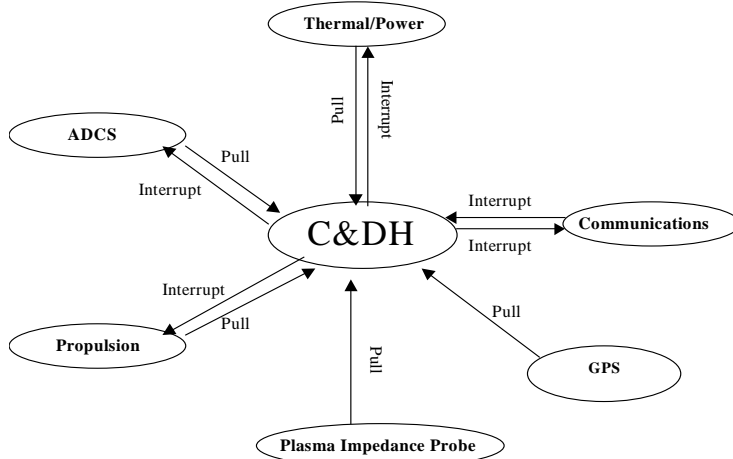 Thermal/Power
Pull
Interrupt
ADCS
Pull
Interrupt
Interrupt
Communications
Interrupt
C&DH
Interrupt
Pull
Propulsion
Pull
Pull
GPS
Plasma Impedance Probe